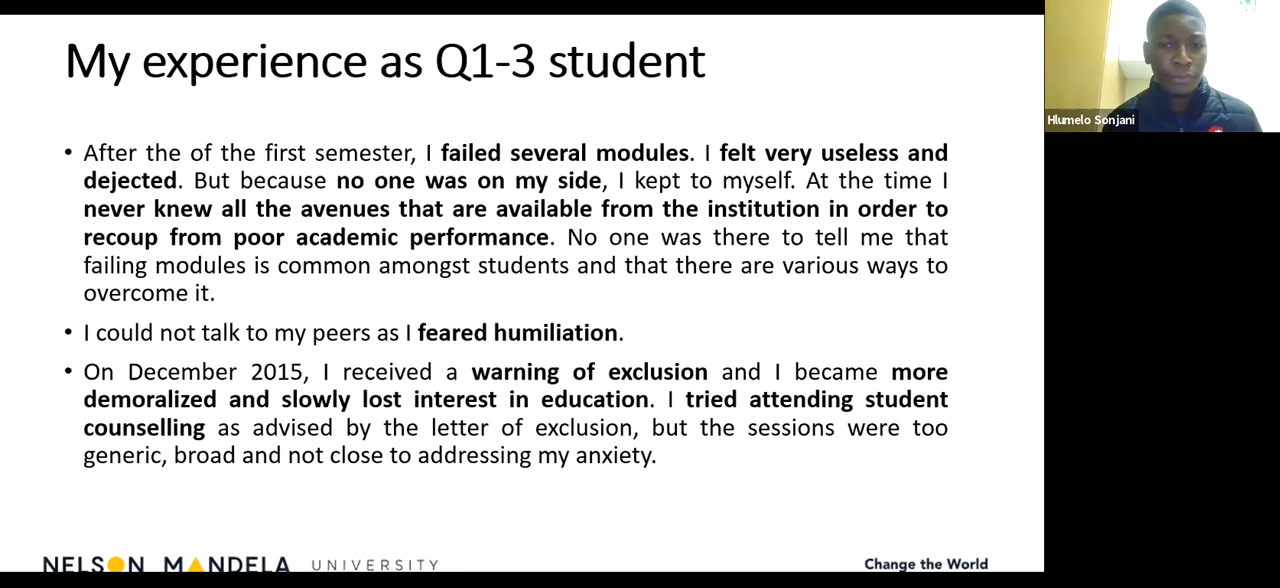 My experience as Q1-3 student
• After the of the first semester, I failed several modules. I felt very useless and
dejected. But because no one was on my side, I kept to myself. At the time I
never knew all the avenues that are available from the institution in order to
recoup from poor academic performance. No one was there to tell me that
failing modules is common amongst students and that there are various ways to
overcome it.
• I could not talk to my peers as I feared humiliation.
• On December 2015, I received a warning of exclusion and I became more
demoralized and slowly lost interest in education. I tried attending student
counselling as advised by the letter of exclusion, but the sessions were too
generic, broad and not close to addressing my anxiety.
NELSON MANDELA UNIVERSITY
Change the World
Hlumelo Sonjani